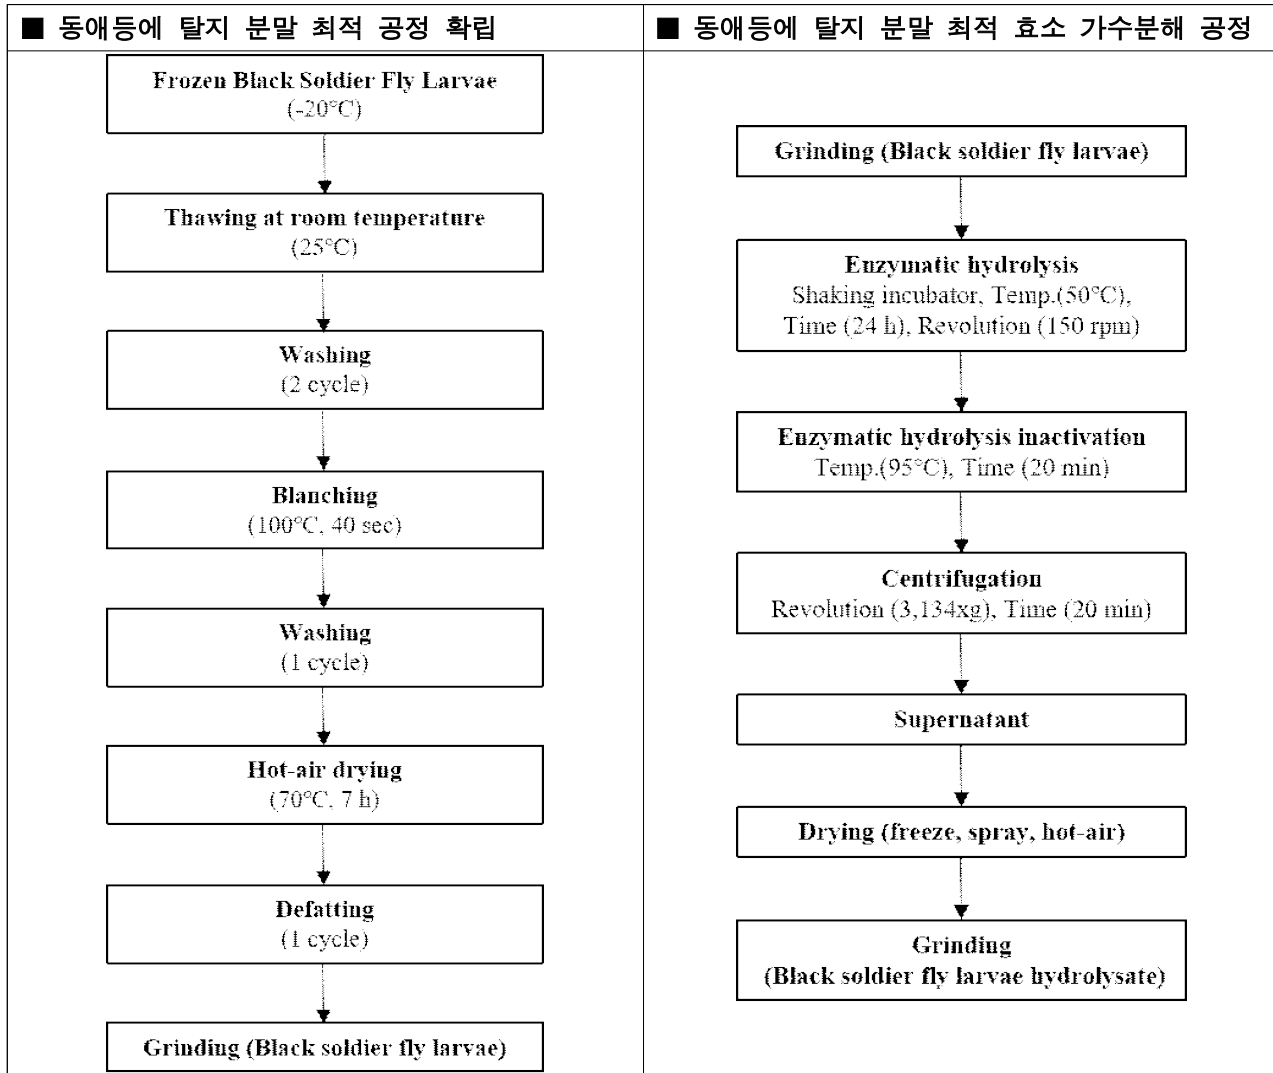 ■ 동애등에 탈지 분말 최적 공정 확립
Frozen Black Soldier Fly Larvae
(-20°C)
Thawing at room temperature
(25°C)
Washing
(2 cycle)
Blanching
(100°C, 40 sec)
Washing
(1 cycle)
Hot-air drying
(70°C, 7 h)
Defatting
(1 cycle)
Grinding (Black soldier fly larvae)
■ 동애등에 탈지 분말 최적 효소 가수분해 공정
Grinding (Black soldier fly larvae)
Enzymatic hydrolysis
Shaking incubator, Temp.(50°C),
Time (24 h), Revolution (150 rpm)
Enzymatic hydrolysis inactivation
Temp.(95°C), Time (20 min)
Centrifugation
Revolution (3,134xg), Time (20 min)
Supernatant
Drying (freeze, spray, hot-air)
Grinding
(Black soldier fly larvae hydrolysate)